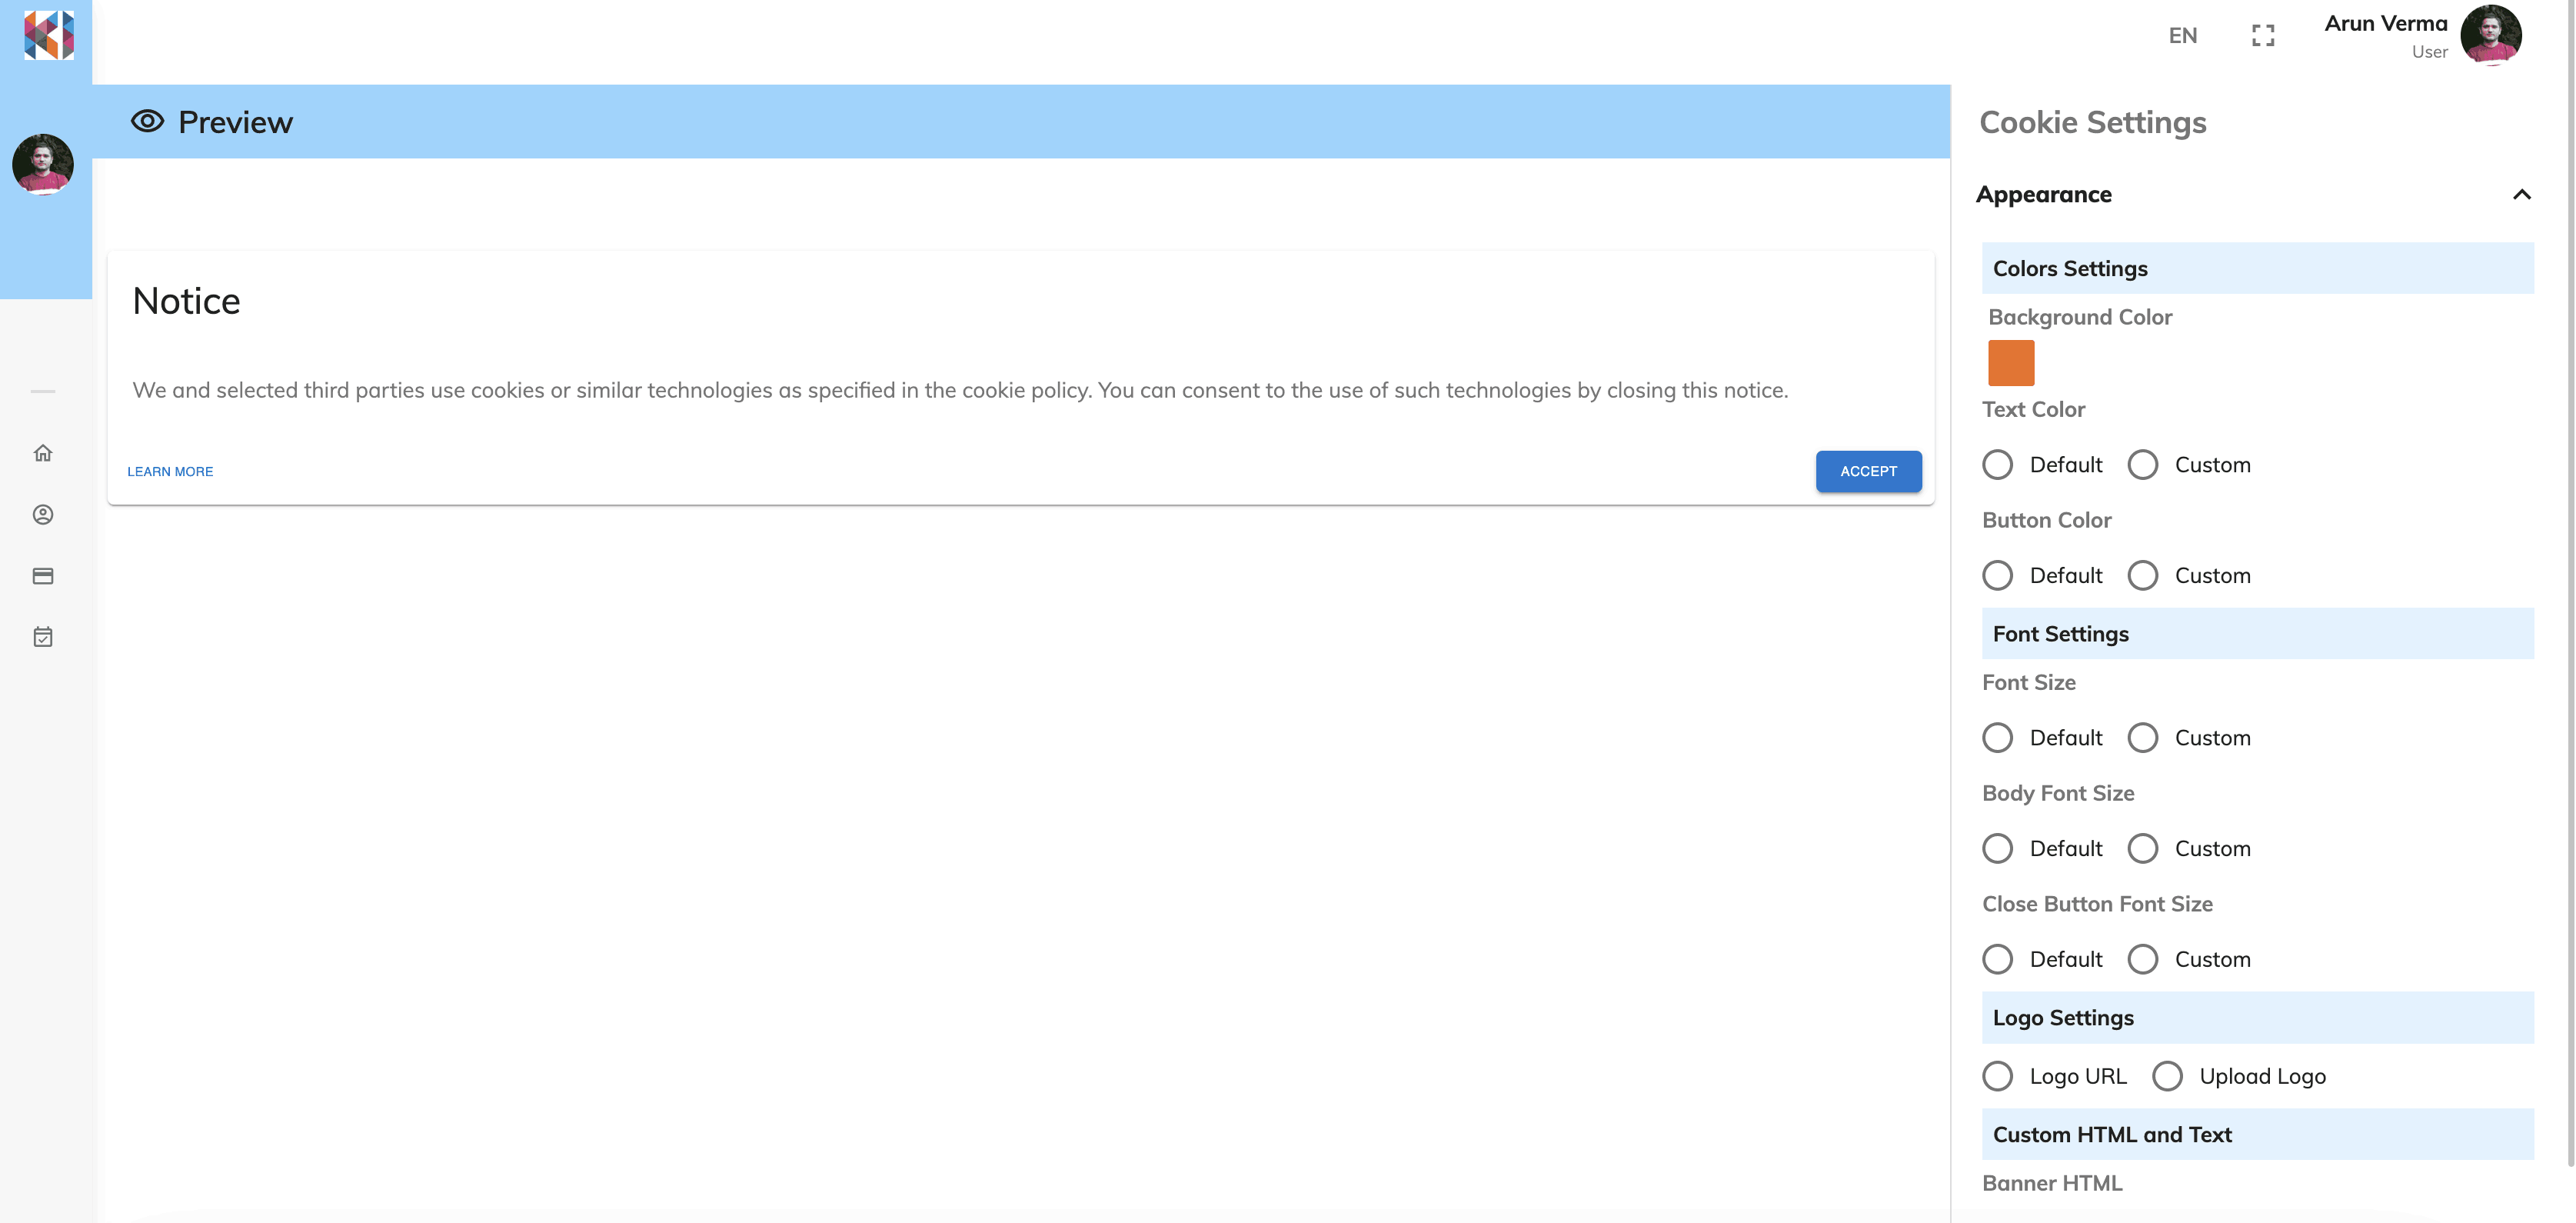 EN
Arun Verma
User
Preview
Notice
We and selected third parties use cookies or similar technologies as specified in the cookie policy. You can consent to the use of such technologies by closing this notice.
LEARN MORE
ACCEPT
Cookie Settings
Appearance
Colors Settings
Background Color
Text Color
Default Custom
Button Color
Default Custom
Font Settings
Font Size
Default Custom
Body Font Size
Default Custom
Close Button Font Size
Default Custom
Logo Settings
Logo URL Upload Logo
Custom HTML and Text
Banner HTML